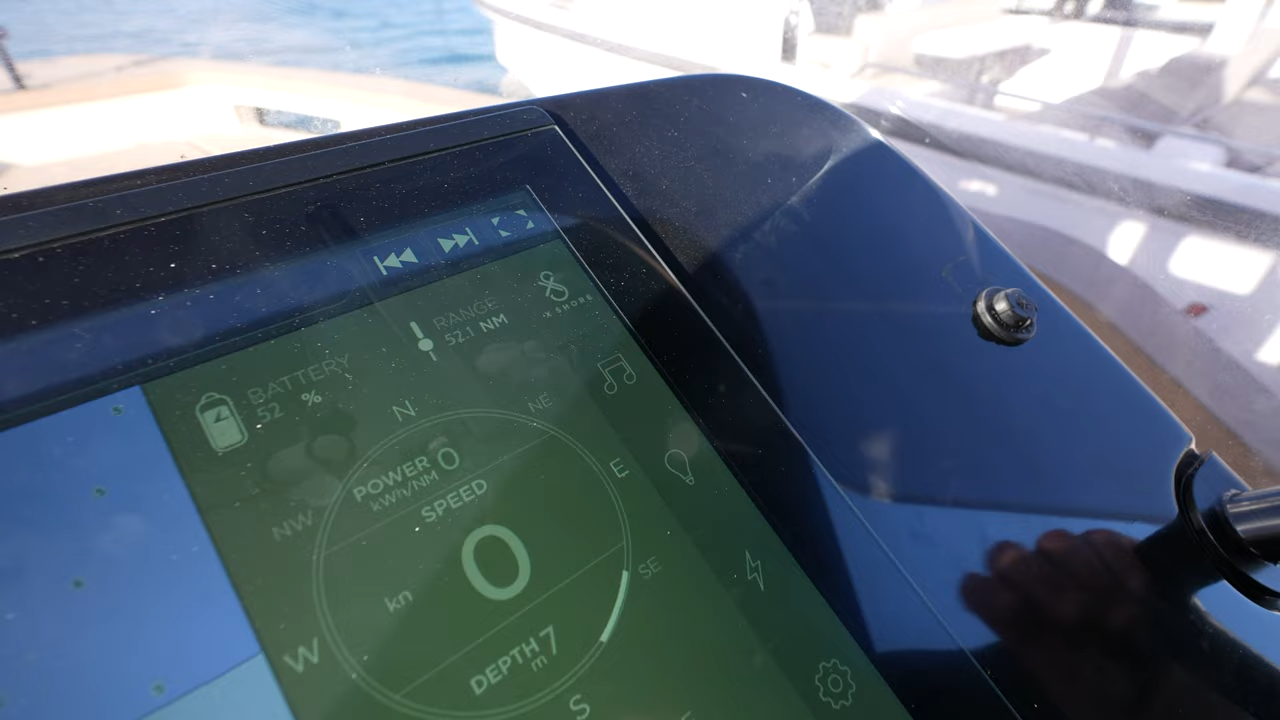 RANGE
52.1 NM
X SHORE
BATTERY
52 %
N
NE
E
SE
S
W
NW
POWER 0
kWh/NM
SPEED
0
kn
DEPTH 7
m